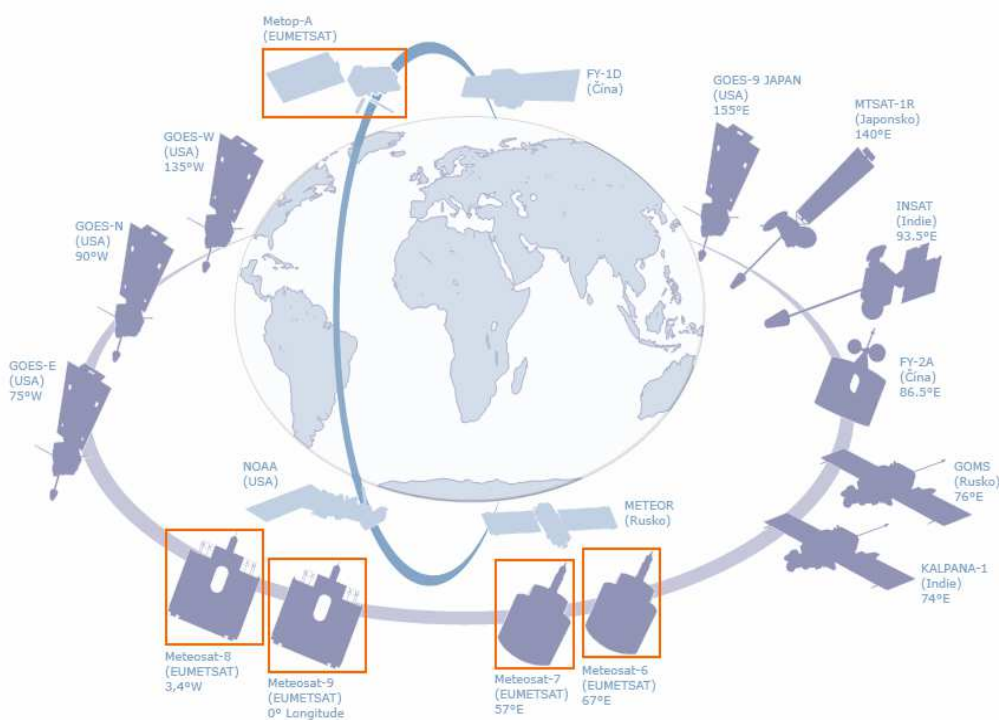 Metop-A
(EUMETSAT)
FY-1D
(Čína)
GOES-9 JAPAN
(USA)
155°E
MTSAT-1R
(Japonsko)
140°E
GOES-W
(USA)
135°W
INSAT
(Indie)
93.5°E
GOES-N
(USA)
90°W
GOES-E
(USA)
75°W
FY-2A
(Čína)
86.5°E
NOAA
(USA)
METEOR
(Rusko)
GOMS
(Rusko)
76°E
KALPANA-1
(Indie)
74°E
Meteosat-8
(EUMETSAT)
3,4°W
Meteosat-9
(EUMETSAT)
0° Longitude
Meteosat-7
(EUMETSAT)
57°E
Meteosat-6
(EUMETSAT)
67°E